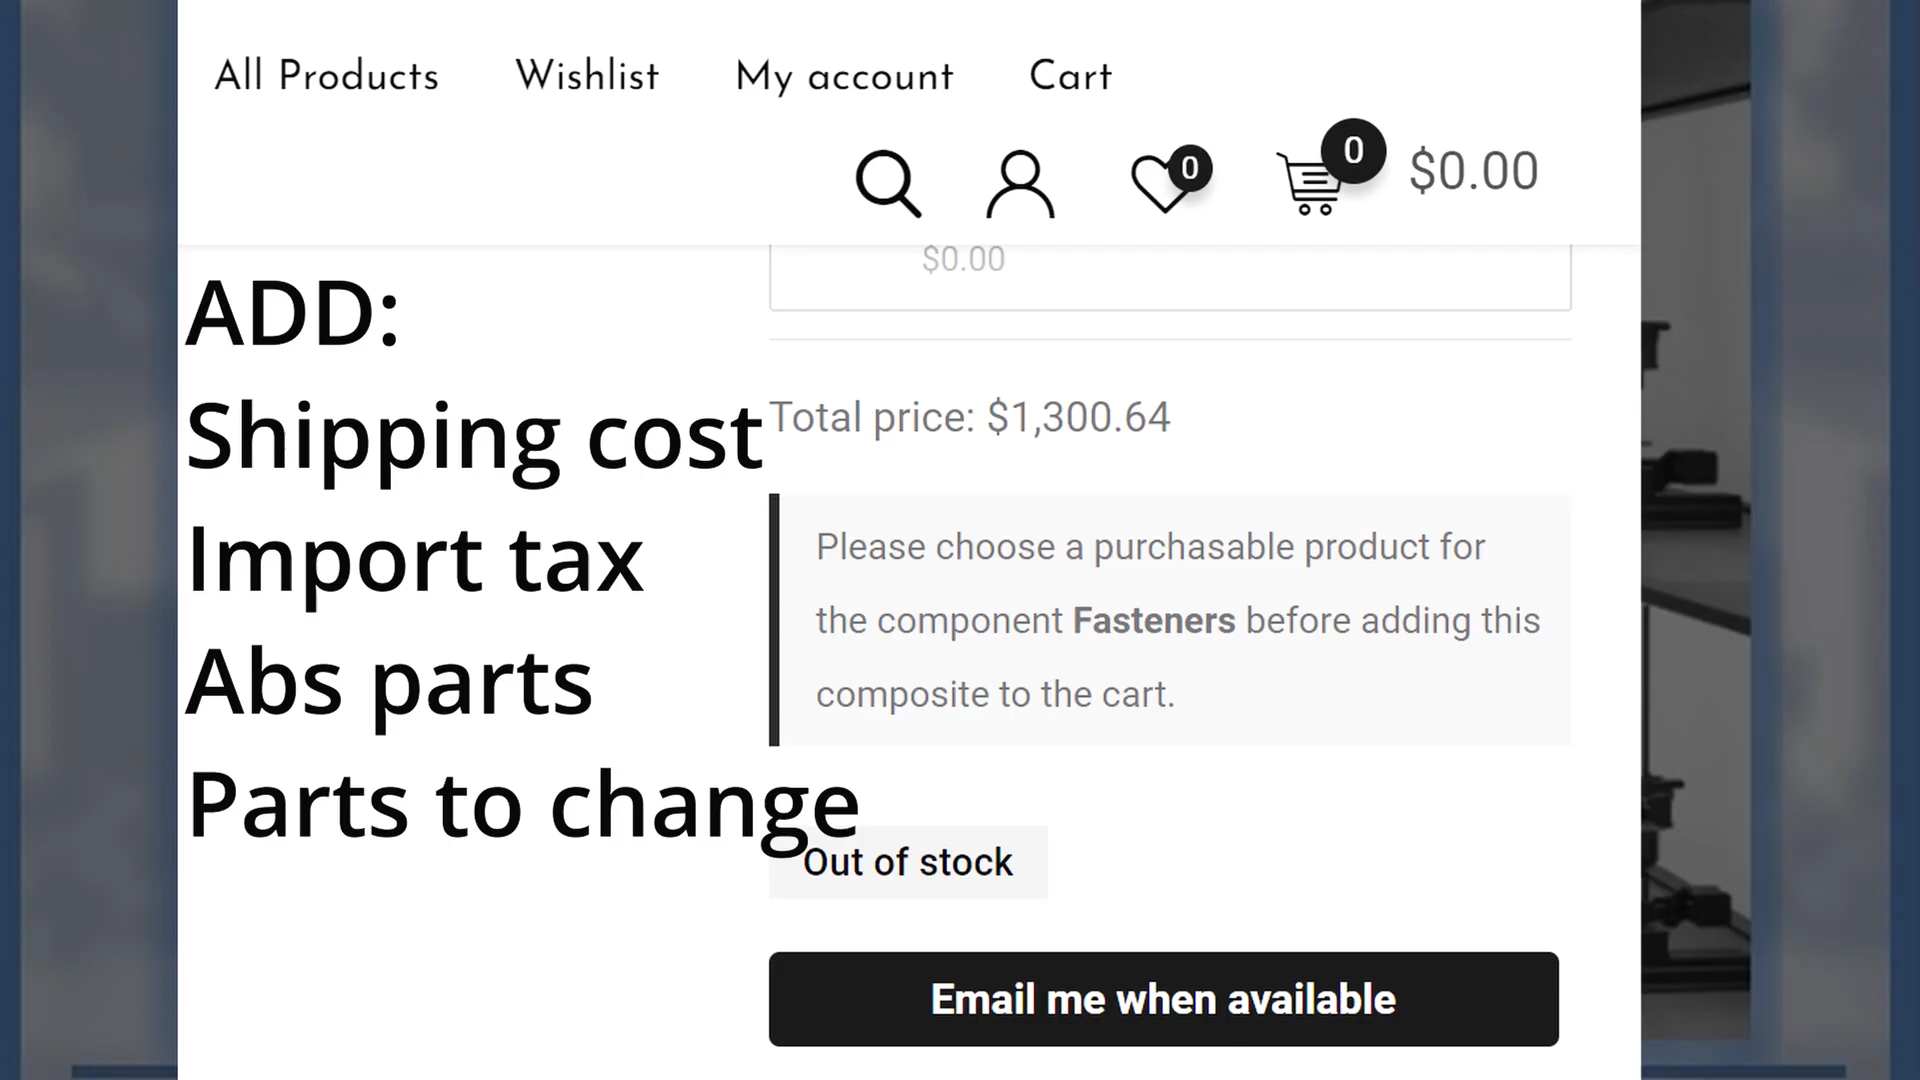 All Products Wishlist My account Cart
0 0 $0.00
$0.00
ADD:
Shipping cost
Import tax
Abs parts
Parts to change
Total price: $1,300.64
Please choose a purchasable product for
the component Fasteners before adding this
composite to the cart.
Out of stock
Email me when available